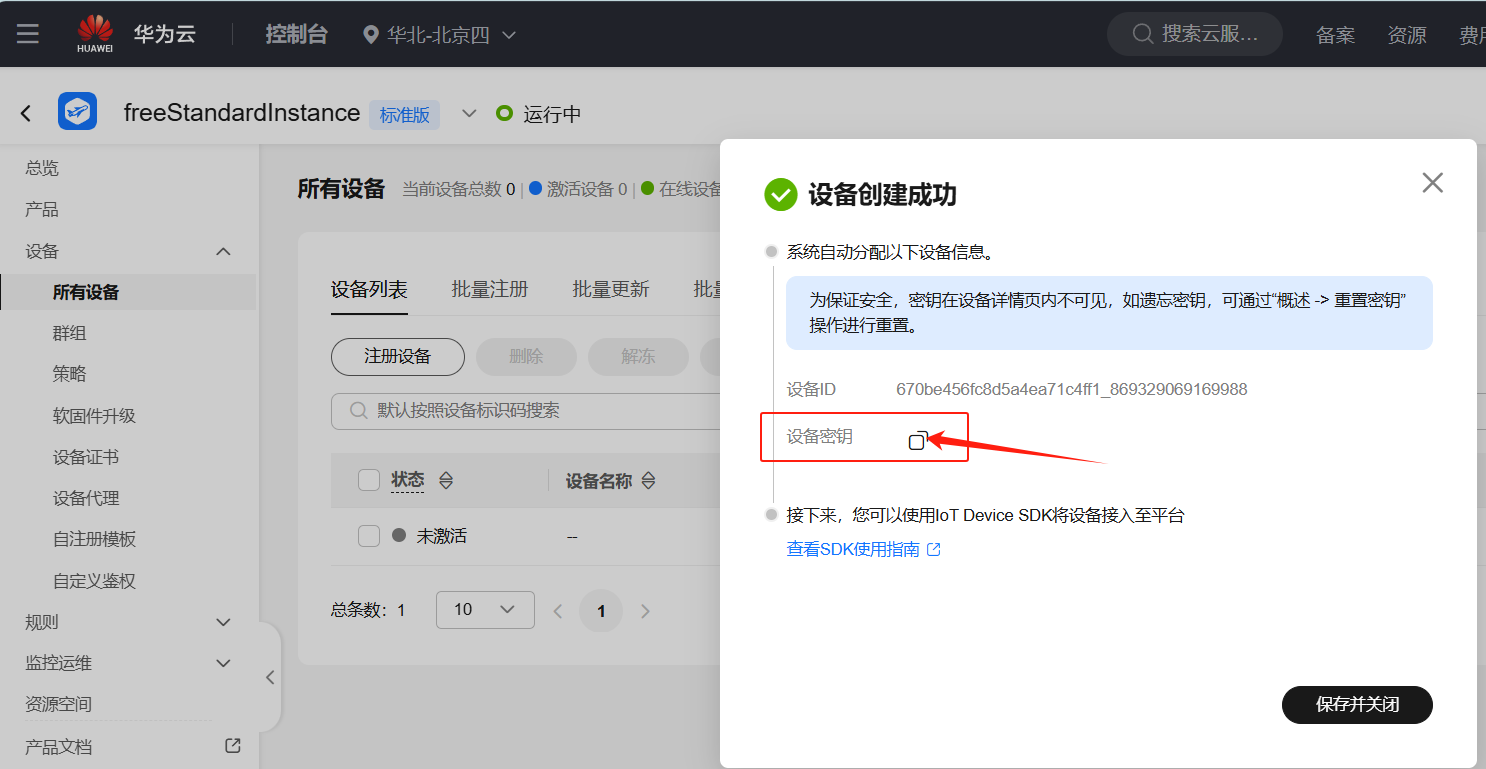 HUAWEI
华为云
控制台
华北-北京四
搜索云服...
备案
资源
费用
freeStandardInstance
标准版
运行中
总览
产品
设备
所有设备
群组
策略
软固件升级
设备证书
设备代理
自注册模板
自定义鉴权
规则
监控运维
资源空间
产品文档
所有设备
当前设备总数 0 | 激活设备 0 | 在线设备
设备列表
批量注册
批量更新
批量
注册设备
删除
解冻
默认按照设备标识码搜索
状态
设备名称
未激活
--
总条数：1
10
1
设备创建成功
系统自动分配以下设备信息。
为保证安全，密钥在设备详情页内不可见，如遗忘密钥，可通过“概述 -> 重置密钥”
操作进行重置。
设备ID
670be456fc8d5a4ea71c4ff1_869329069169988
设备密钥
接下来，您可以使用IoT Device SDK将设备接入至平台
查看SDK使用指南
保存并关闭